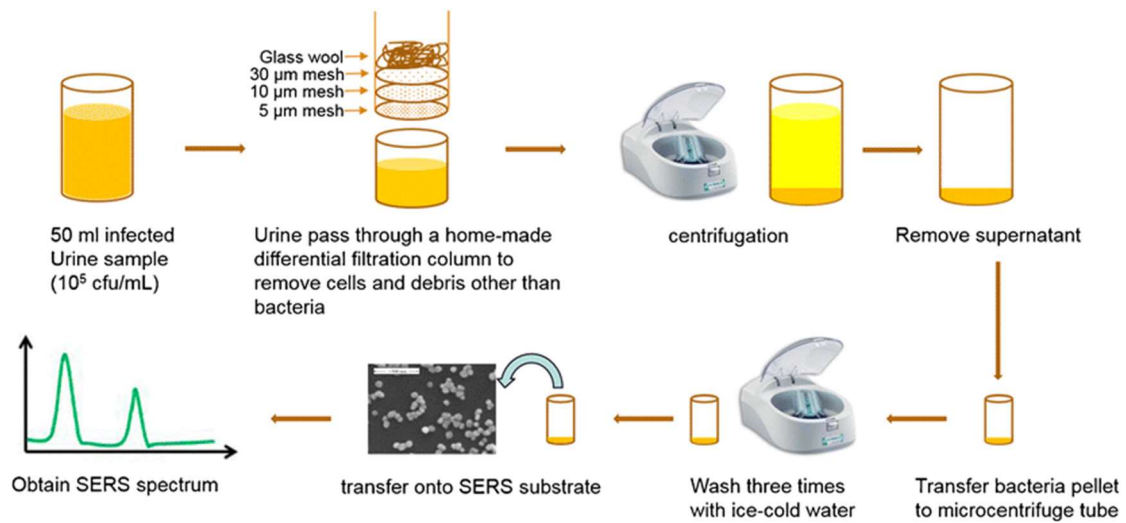 Glass wool
30 µm mesh
10 µm mesh
5 µm mesh
50 ml infected
Urine sample
(10⁵ cfu/mL)
Urine pass through a home-made
differential filtration column to
remove cells and debris other than
bacteria
centrifugation
Remove supernatant
Transfer bacteria pellet
to microcentrifuge tube
Wash three times
with ice-cold water
transfer onto SERS substrate
Obtain SERS spectrum